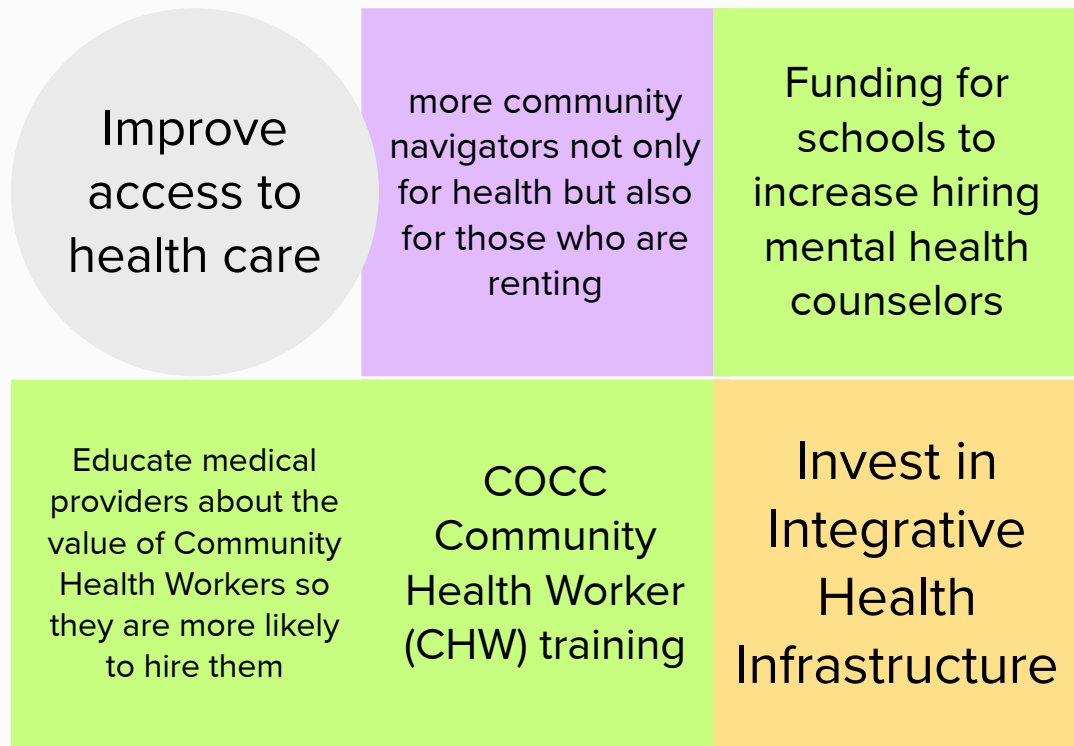 Improve
access to
health care
more community
navigators not only
for health but also
for those who are
renting
Funding for
schools to
increase hiring
mental health
counselors
Educate medical
providers about the
value of Community
Health Workers so
they are more likely
to hire them
COCC
Community
Health Worker
(CHW) training
Invest in
Integrative
Health
Infrastructure